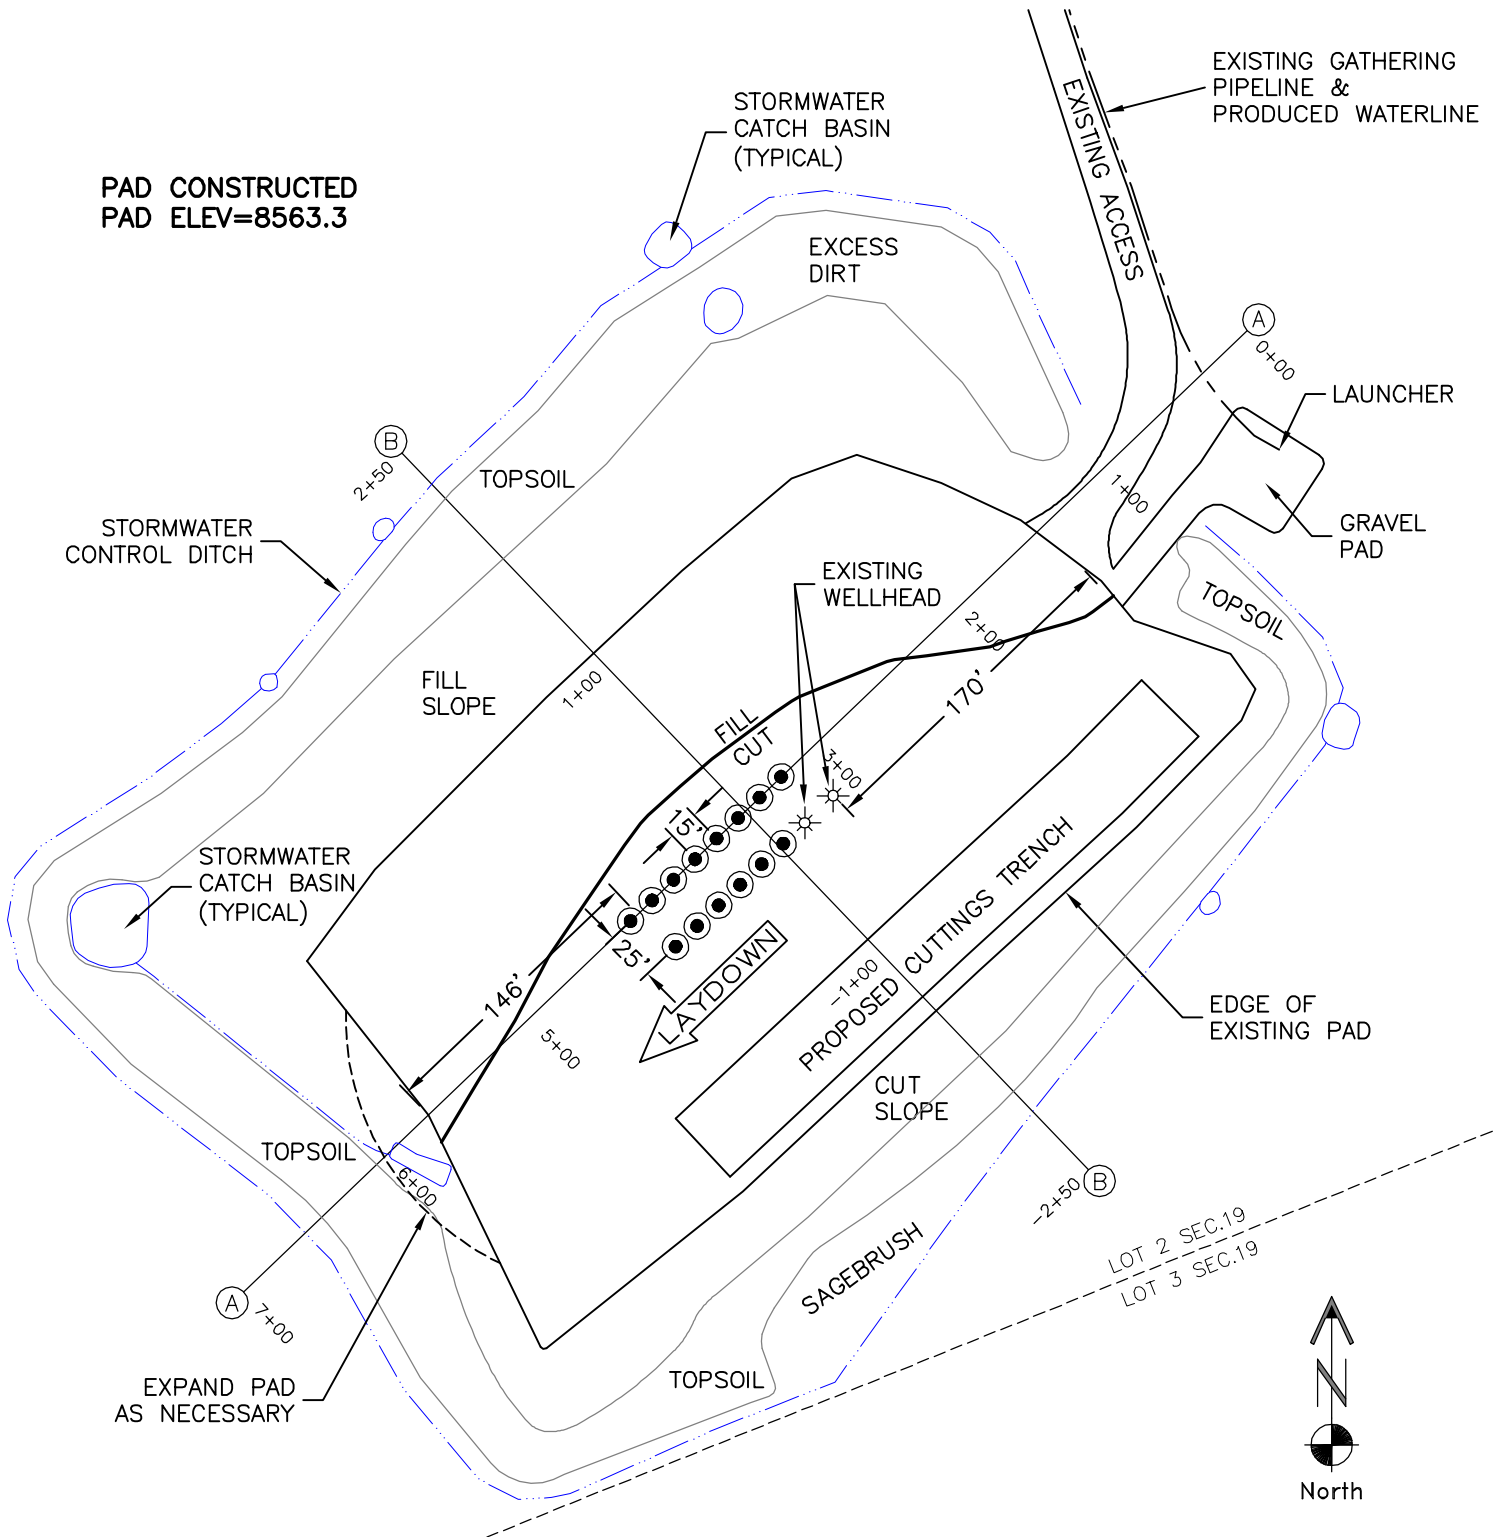 EXISTING GATHERING
PIPELINE &
PRODUCED WATERLINE
STORMWATER
CATCH BASIN
(TYPICAL)
EXISTING ACCESS
PAD CONSTRUCTED
PAD ELEV=8563.3
EXCESS
DIRT
A
0+00
LAUNCHER
B
2+50
TOPSOIL
1+00
GRAVEL
PAD
STORMWATER
CONTROL DITCH
EXISTING
WELLHEAD
TOPSOIL
2+00
FILL
SLOPE
1+00
170'
FILL
CUT
3+00
15'
STORMWATER
CATCH BASIN
(TYPICAL)
25'
LAYDOWN
146'
PROPOSED CUTTINGS TRENCH
-1+00
5+00
EDGE OF
EXISTING PAD
CUT
SLOPE
TOPSOIL
6+00
B
-2+50
SAGEBRUSH
LOT 2 SEC.19
LOT 3 SEC.19
A
7+00
TOPSOIL
EXPAND PAD
AS NECESSARY
N
North